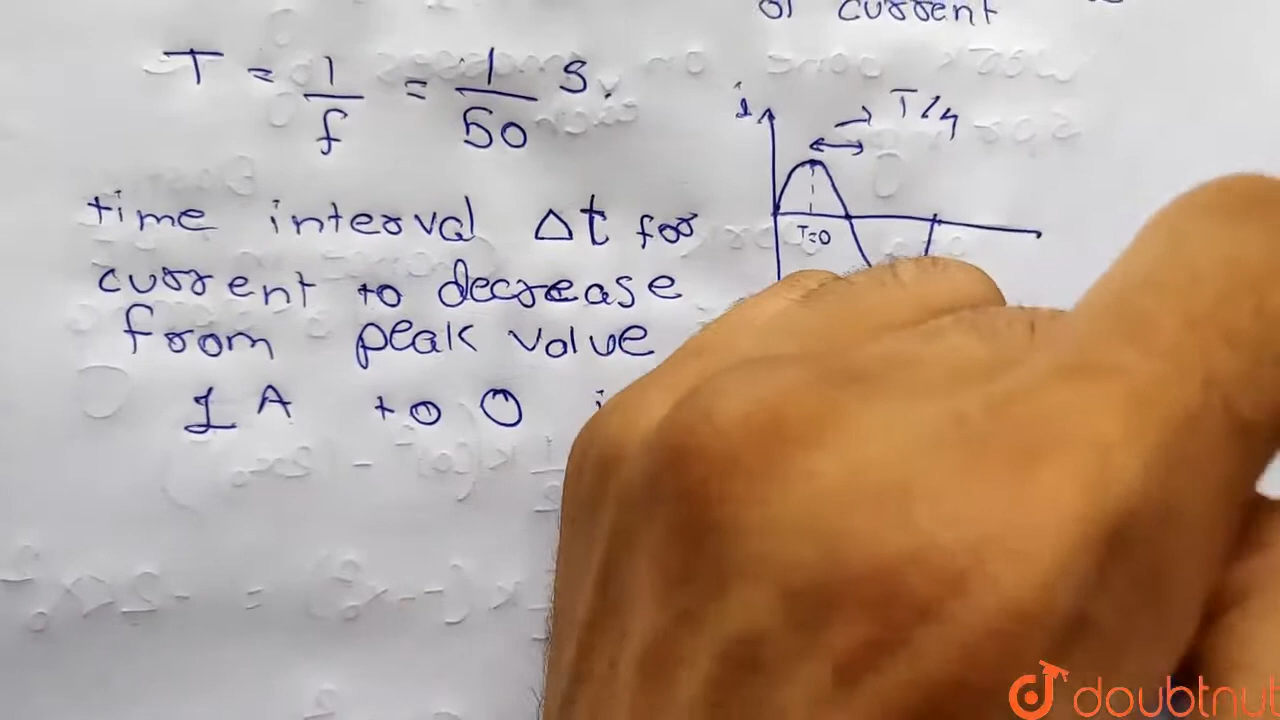 of current
T = 1/f = 1/50 s.
i
T/4
time interval Δt for
T=0
current to decrease
from peak value
1 A to 0 i
doubtnut